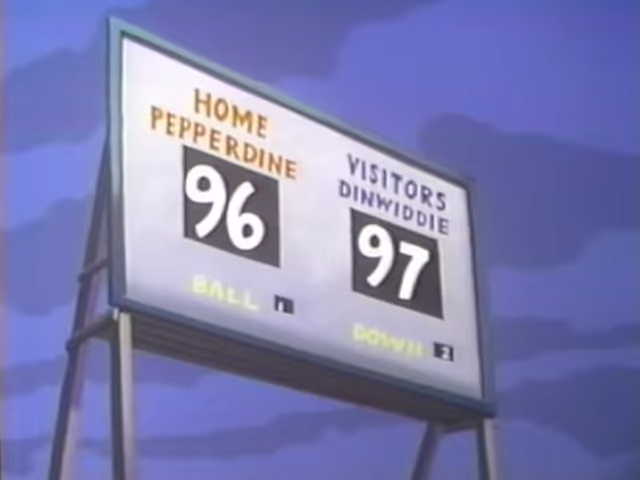 HOME
PEPPERDINE
96
BALL
VISITORS
DINWIDDIE
97
DOWN 2